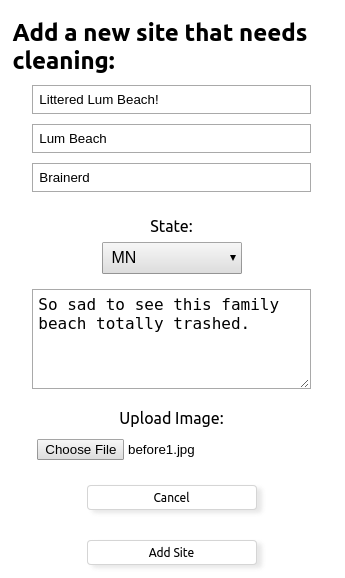 Add a new site that needs
cleaning:
Littered Lum Beach!
Lum Beach
Brainerd
State:
MN
So sad to see this family
beach totally trashed.
Upload Image:
Choose File before1.jpg
Cancel
Add Site